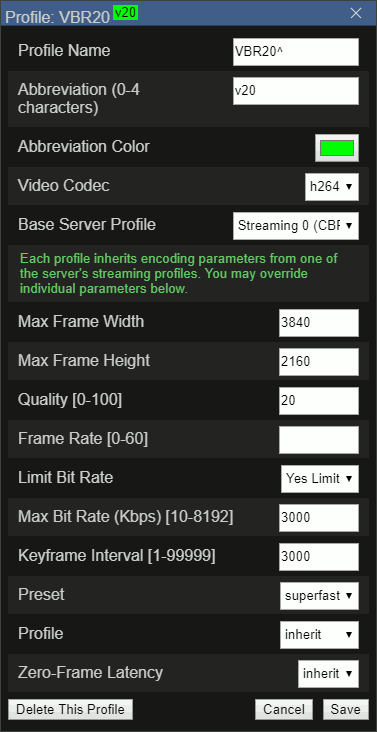 Profile: VBR20 v20
Profile Name VBR20^
Abbreviation (0-4 v20
characters)
Abbreviation Color
Video Codec h264
Base Server Profile Streaming 0 (CBR
Each profile inherits encoding parameters from one of
the server's streaming profiles. You may override
individual parameters below.
Max Frame Width 3840
Max Frame Height 2160
Quality [0-100] 20
Frame Rate [0-60]
Limit Bit Rate Yes Limit
Max Bit Rate (Kbps) [10-8192] 3000
Keyframe Interval [1-99999] 3000
Preset superfast
Profile inherit
Zero-Frame Latency inherit
Delete This Profile Cancel Save